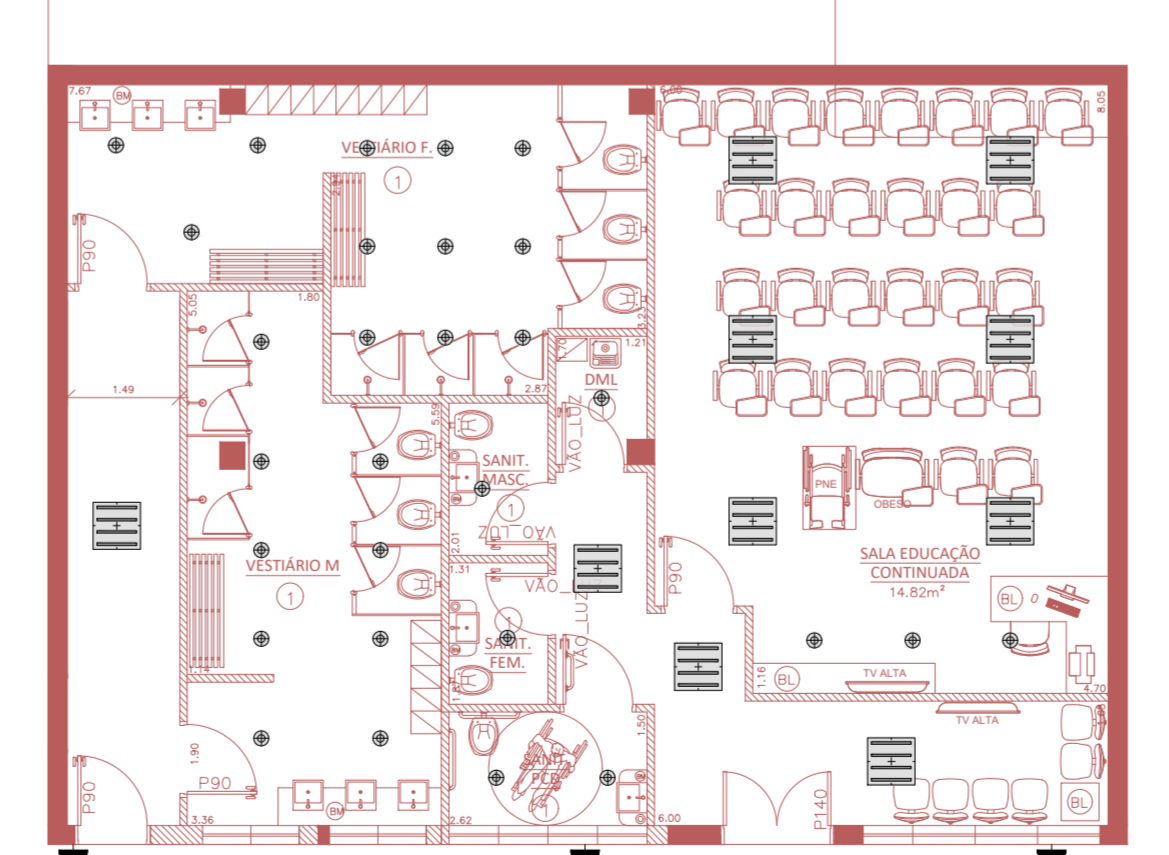 7.67
BM
6.00
8.05
VESTIÁRIO F.
1
P90
5.05
1.80
3.23
1.49
1.70
1.21
DML
2.87
5.59
VÃO_LUZ
SANIT.
MASC.
1
VÃO_LUZ
2.01
1.31
VÃO_LUZ
VÃO_LUZ
1
SANIT.
FEM.
VESTIÁRIO M
1
1.14
PNE
OBESO
SALA EDUCAÇÃO
CONTINUADA
14.82m²
BL
P90
1.16
BL
TV ALTA
4.70
TV ALTA
1.50
1.90
P90
P90
SANIT.
PCD
1
BM
3.36
2.62
6.00
P140
BL